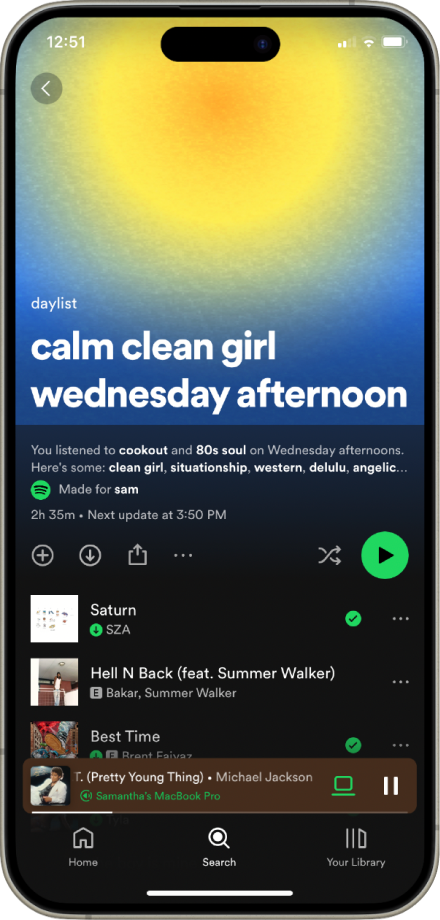 12:51
daylist
calm clean girl
wednesday afternoon
You listened to cookout and 80s soul on Wednesday afternoons.
Here's some: clean girl, situationship, western, delulu, angelic...
Made for sam
2h 35m • Next update at 3:50 PM
Saturn
SZA
Hell N Back (feat. Summer Walker)
E Bakar, Summer Walker
Best Time
E Brent Faiyaz
T. (Pretty Young Thing) • Michael Jackson
Samantha's MacBook Pro
Home
Search
Your Library